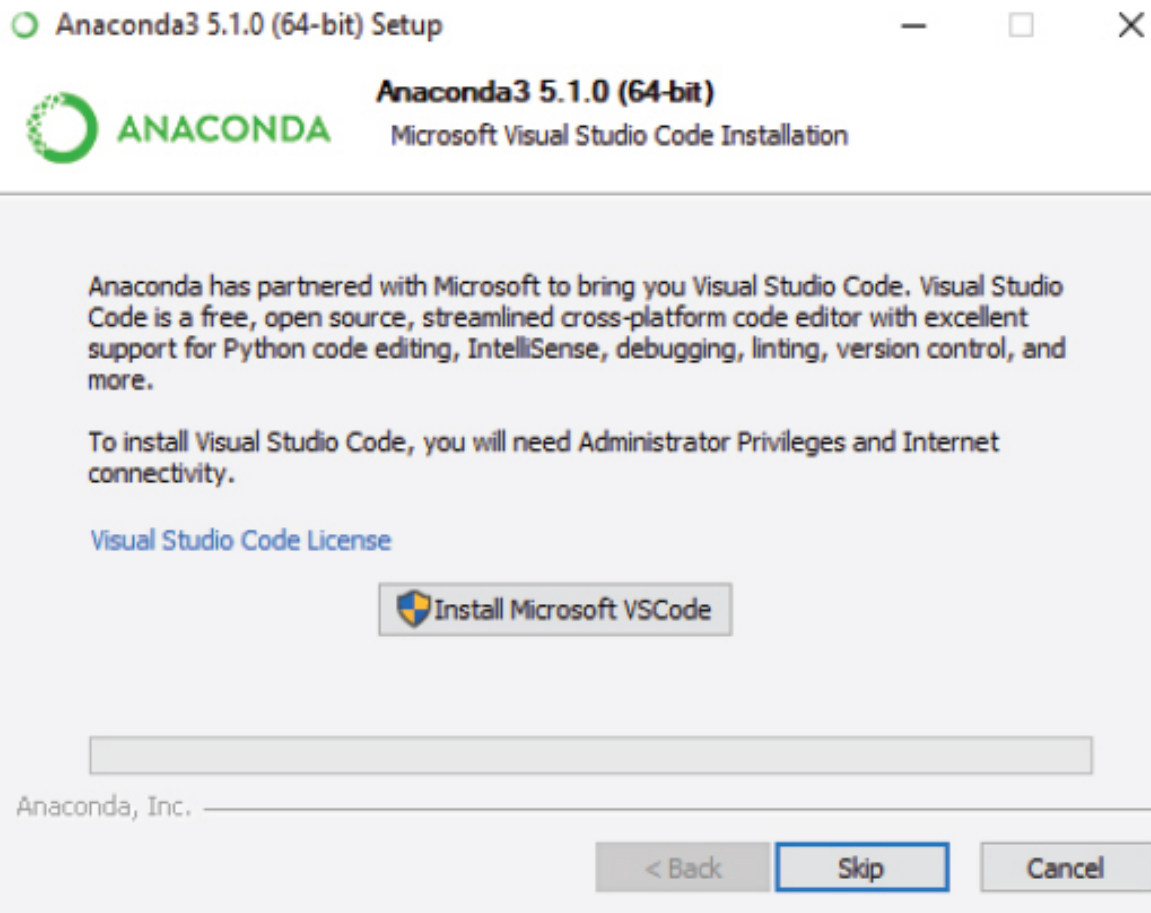 Anaconda3 5.1.0 (64-bit) Setup
ANACONDA
Anaconda3 5.1.0 (64-bit)
Microsoft Visual Studio Code Installation
Anaconda has partnered with Microsoft to bring you Visual Studio Code. Visual Studio
Code is a free, open source, streamlined cross-platform code editor with excellent
support for Python code editing, IntelliSense, debugging, linting, version control, and
more.
To install Visual Studio Code, you will need Administrator Privileges and Internet
connectivity.
Visual Studio Code License
Install Microsoft VSCode
Anaconda, Inc.
< Back
Skip
Cancel